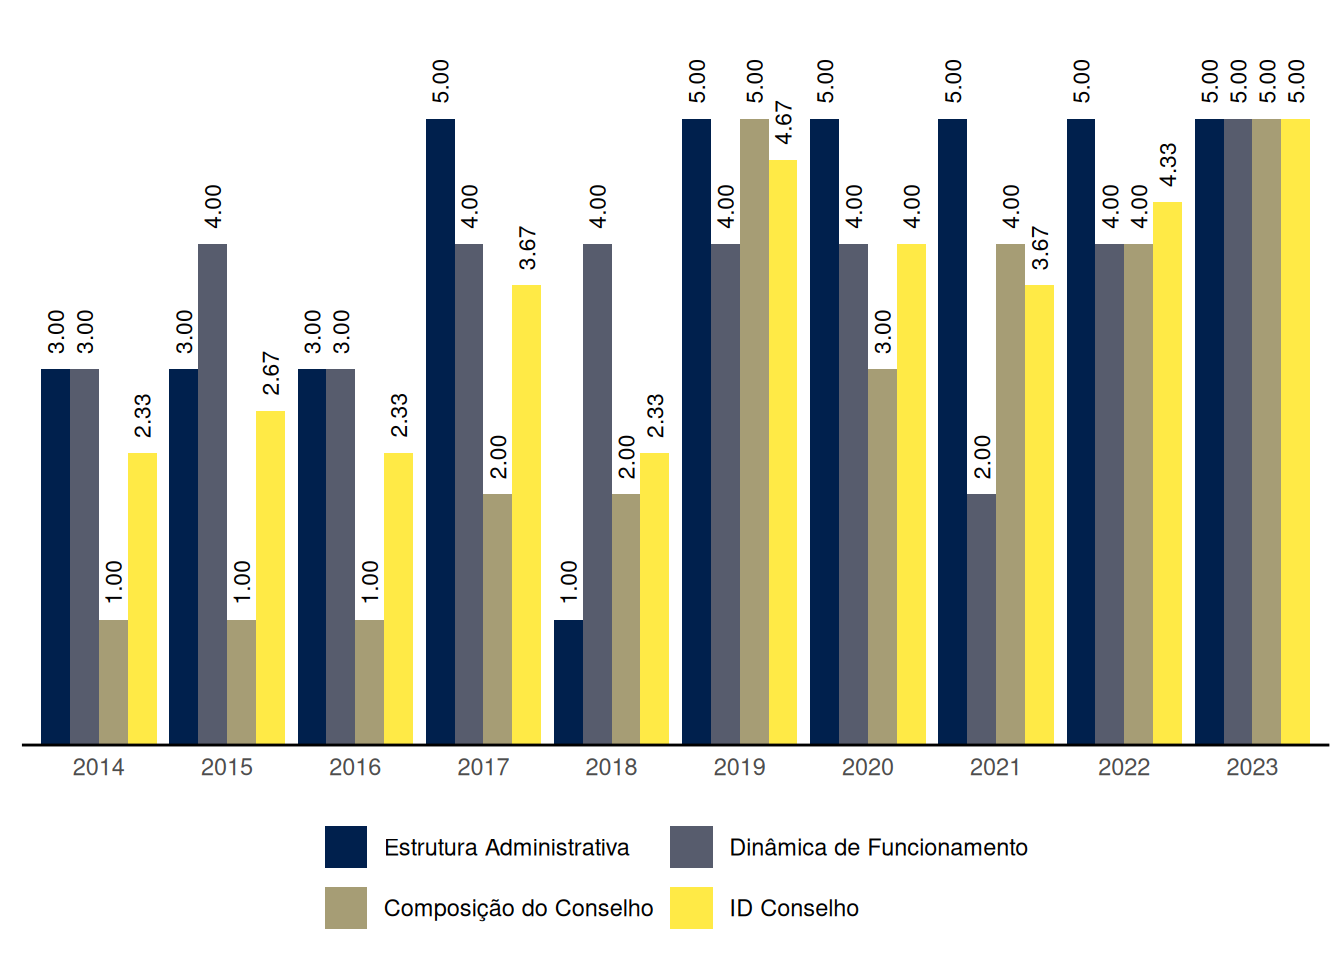 3.00 3.00 1.00 2.33 3.00 4.00 1.00 2.67 3.00 3.00 1.00 2.33 5.00 4.00 2.00 3.67 1.00 4.00 2.00 2.33 5.00 4.00 5.00 4.67 5.00 4.00 3.00 4.00 5.00 2.00 4.00 3.67 5.00 4.00 4.00 4.33 5.00 5.00 5.00 5.00
2014 2015 2016 2017 2018 2019 2020 2021 2022 2023
Estrutura Administrativa Dinâmica de Funcionamento
Composição do Conselho ID Conselho